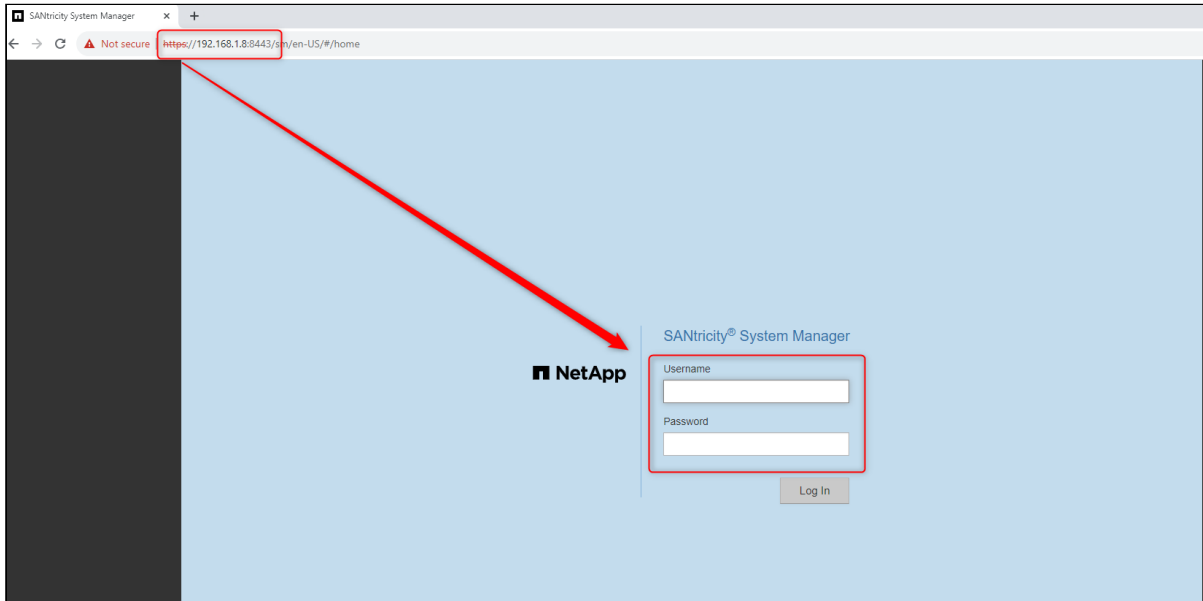 SANtricity System Manager
Not secure https://192.168.1.8:8443/sm/en-US/#/home
SANtricity® System Manager
NetApp
Username
Password
Log In